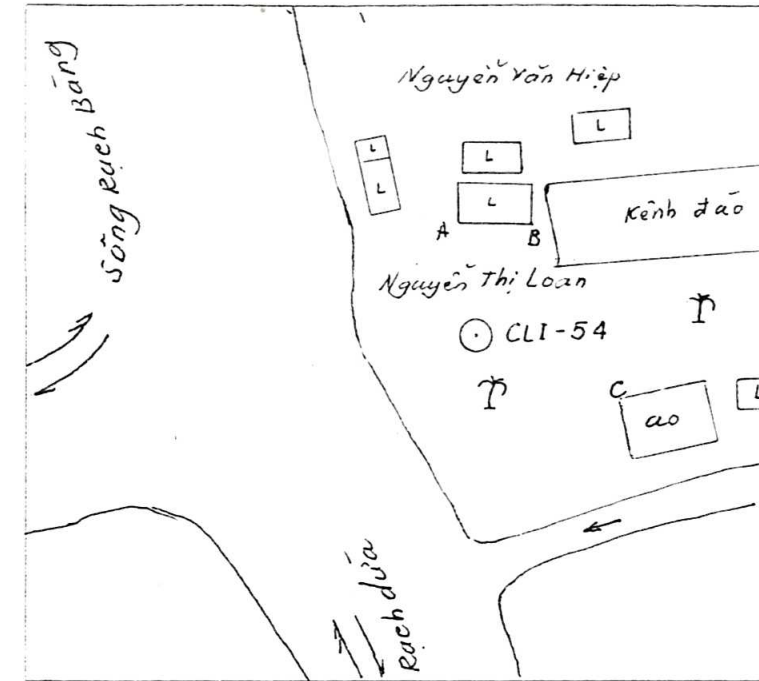 Sông Rạch Bàng
Nguyễn Văn Hiệp
L
L
L
L
L
A
B
Kênh đào
Nguyễn Thị Loan
CLI-54
C
ao
L
Rạch dừa